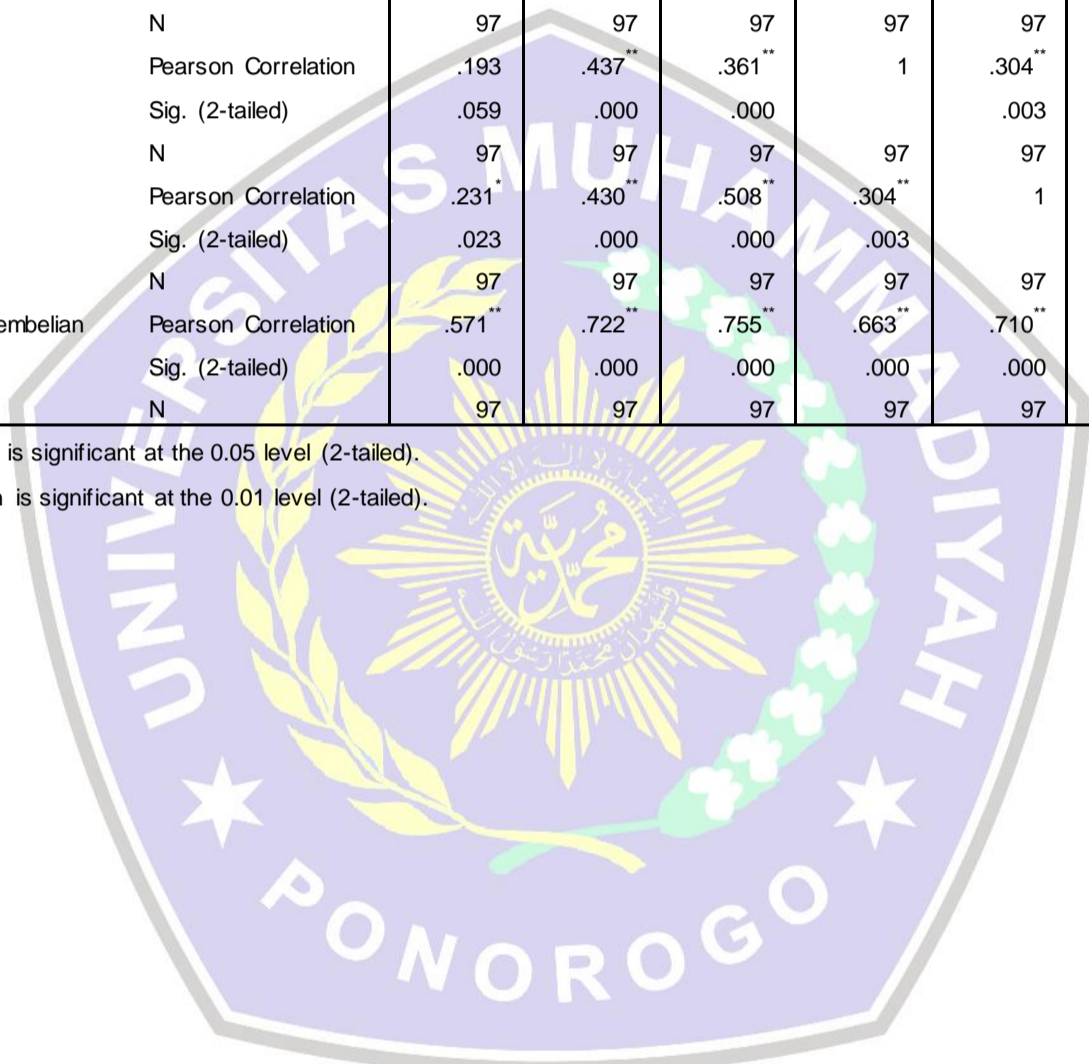 N 97 97 97 97 97
Pearson Correlation .193 .437** .361** 1 .304**
Sig. (2-tailed) .059 .000 .000 .003
N 97 97 97 97 97
Pearson Correlation .231* .430** .508** .304** 1
Sig. (2-tailed) .023 .000 .000 .003
N 97 97 97 97 97
embelian Pearson Correlation .571** .722** .755** .663** .710**
Sig. (2-tailed) .000 .000 .000 .000 .000
N 97 97 97 97 97
is significant at the 0.05 level (2-tailed).
is significant at the 0.01 level (2-tailed).
UNIVERSITAS MUHAMMADIYAH
محمدية
PONOROGO